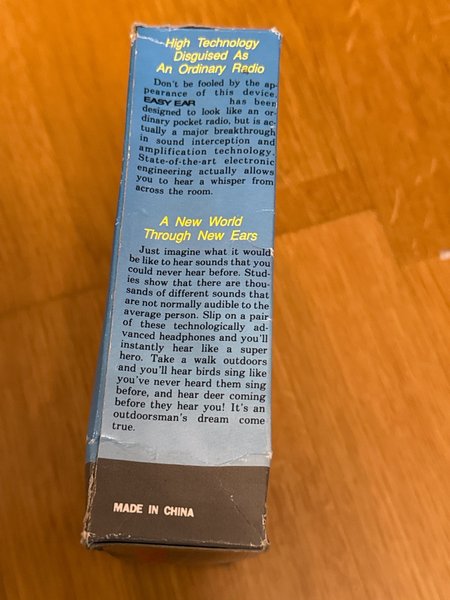 High Technology
Disguised As
An Ordinary Radio
Don't be fooled by the ap-
pearance of this device.
EASY EAR has been
designed to look like an or-
dinary pocket radio, but is ac-
tually a major breakthrough
in sound interception and
amplification technology.
State-of-the-art electronic
engineering actually allows
you to hear a whisper from
across the room.
A New World
Through New Ears
Just imagine what it would
be like to hear sounds that you
could never hear before. Stud-
ies show that there are thou-
sands of different sounds that
are not normally audible to the
average person. Slip on a pair
of these technologically ad-
vanced headphones and you'll
instantly hear like a super
hero. Take a walk outdoors
and you'll hear birds sing like
you've never heard them sing
before, and hear deer coming
before they hear you! It's an
outdoorsman's dream come
true.
MADE IN CHINA